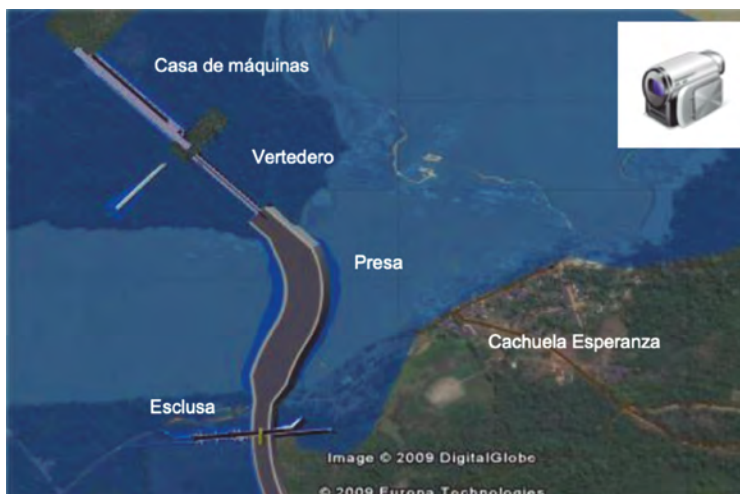 Casa de máquinas
Vertedero
Presa
Cachuela Esperanza
Esclusa
Image © 2009 DigitalGlobe
© 2009 Europa Technologies